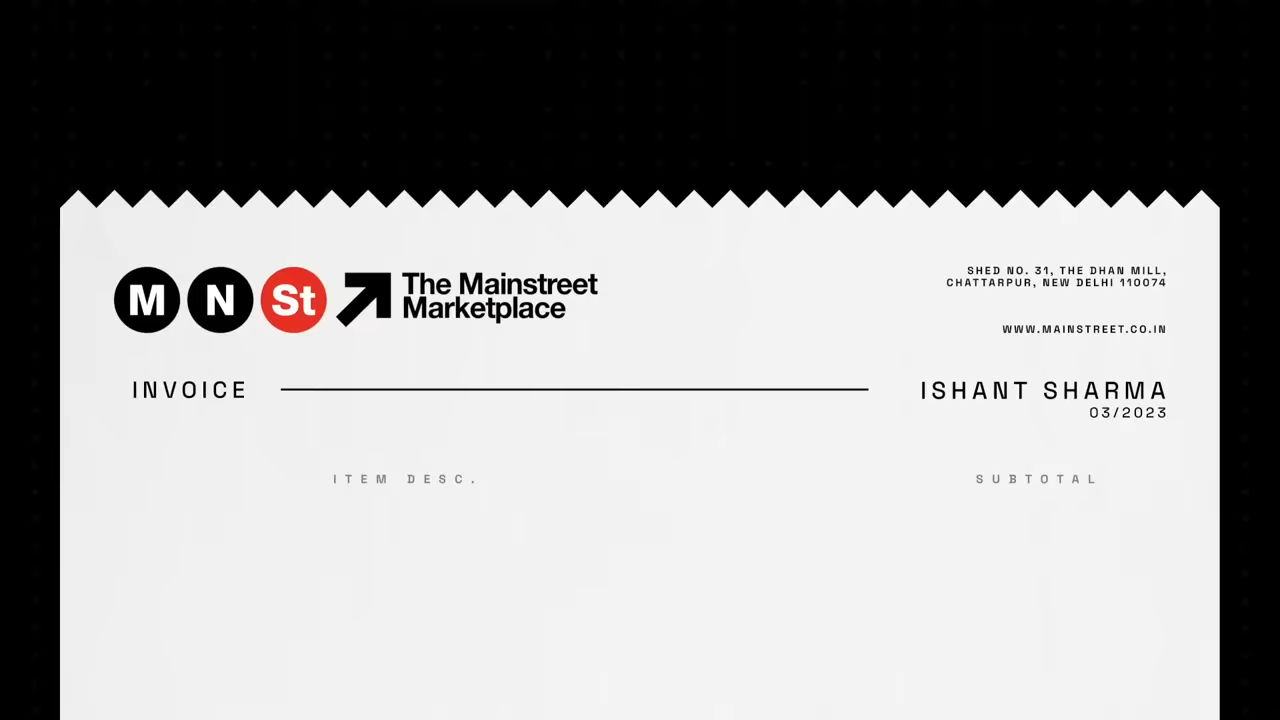 M N St The Mainstreet
Marketplace
SHED NO. 31, THE DHAN MILL,
CHATTARPUR, NEW DELHI 110074
WWW.MAINSTREET.CO.IN
INVOICE
ISHANT SHARMA
03/2023
ITEM DESC.
SUBTOTAL